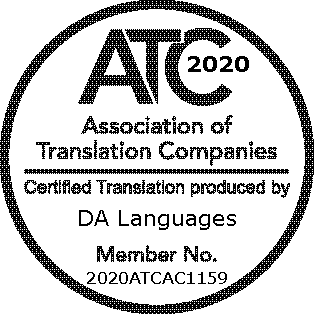 ATC 2020
Association of
Translation Companies
Certified Translation produced by
DA Languages
Member No.
2020ATCAC1159